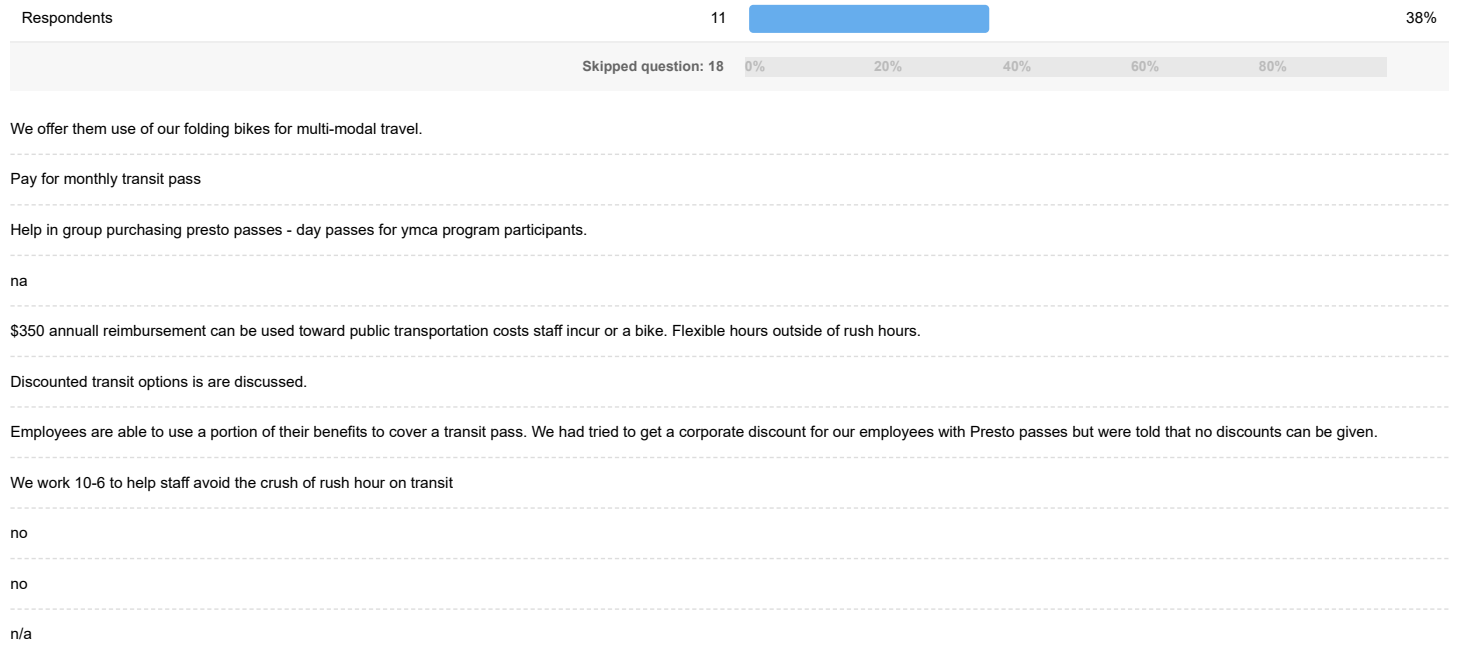 Respondents 11 38%
Skipped question: 18 0% 20% 40% 60% 80%
We offer them use of our folding bikes for multi-modal travel.
Pay for monthly transit pass
Help in group purchasing presto passes - day passes for ymca program participants.
na
$350 annuall reimbursement can be used toward public transportation costs staff incur or a bike. Flexible hours outside of rush hours.
Discounted transit options is are discussed.
Employees are able to use a portion of their benefits to cover a transit pass. We had tried to get a corporate discount for our employees with Presto passes but were told that no discounts can be given.
We work 10-6 to help staff avoid the crush of rush hour on transit
no
no
n/a